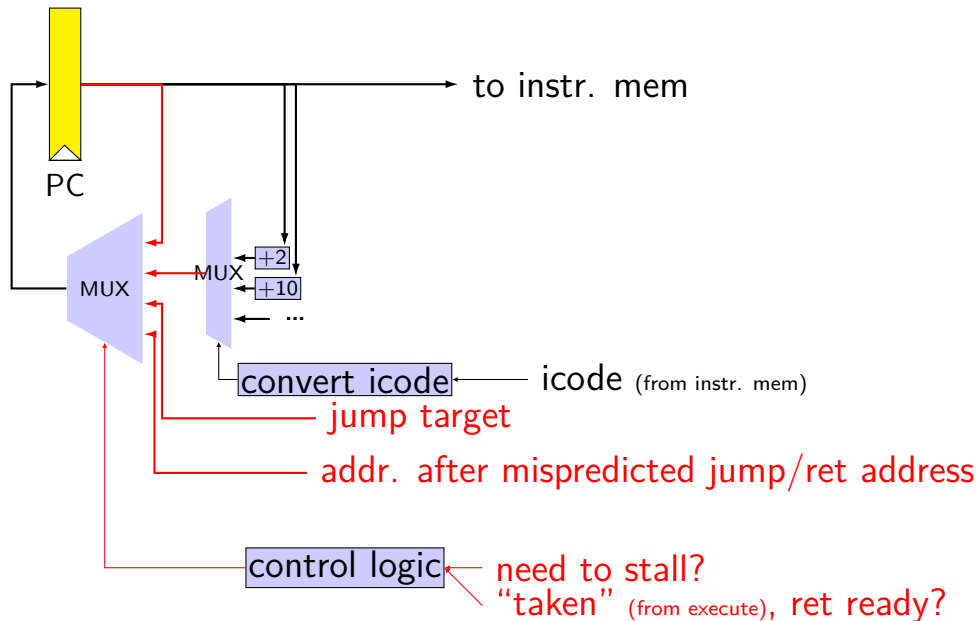 to instr. mem
PC
+2
MUX
+10
MUX
...
convert icode
icode (from instr. mem)
jump target
addr. after mispredicted jump/ret address
control logic
need to stall?
“taken” (from execute), ret ready?